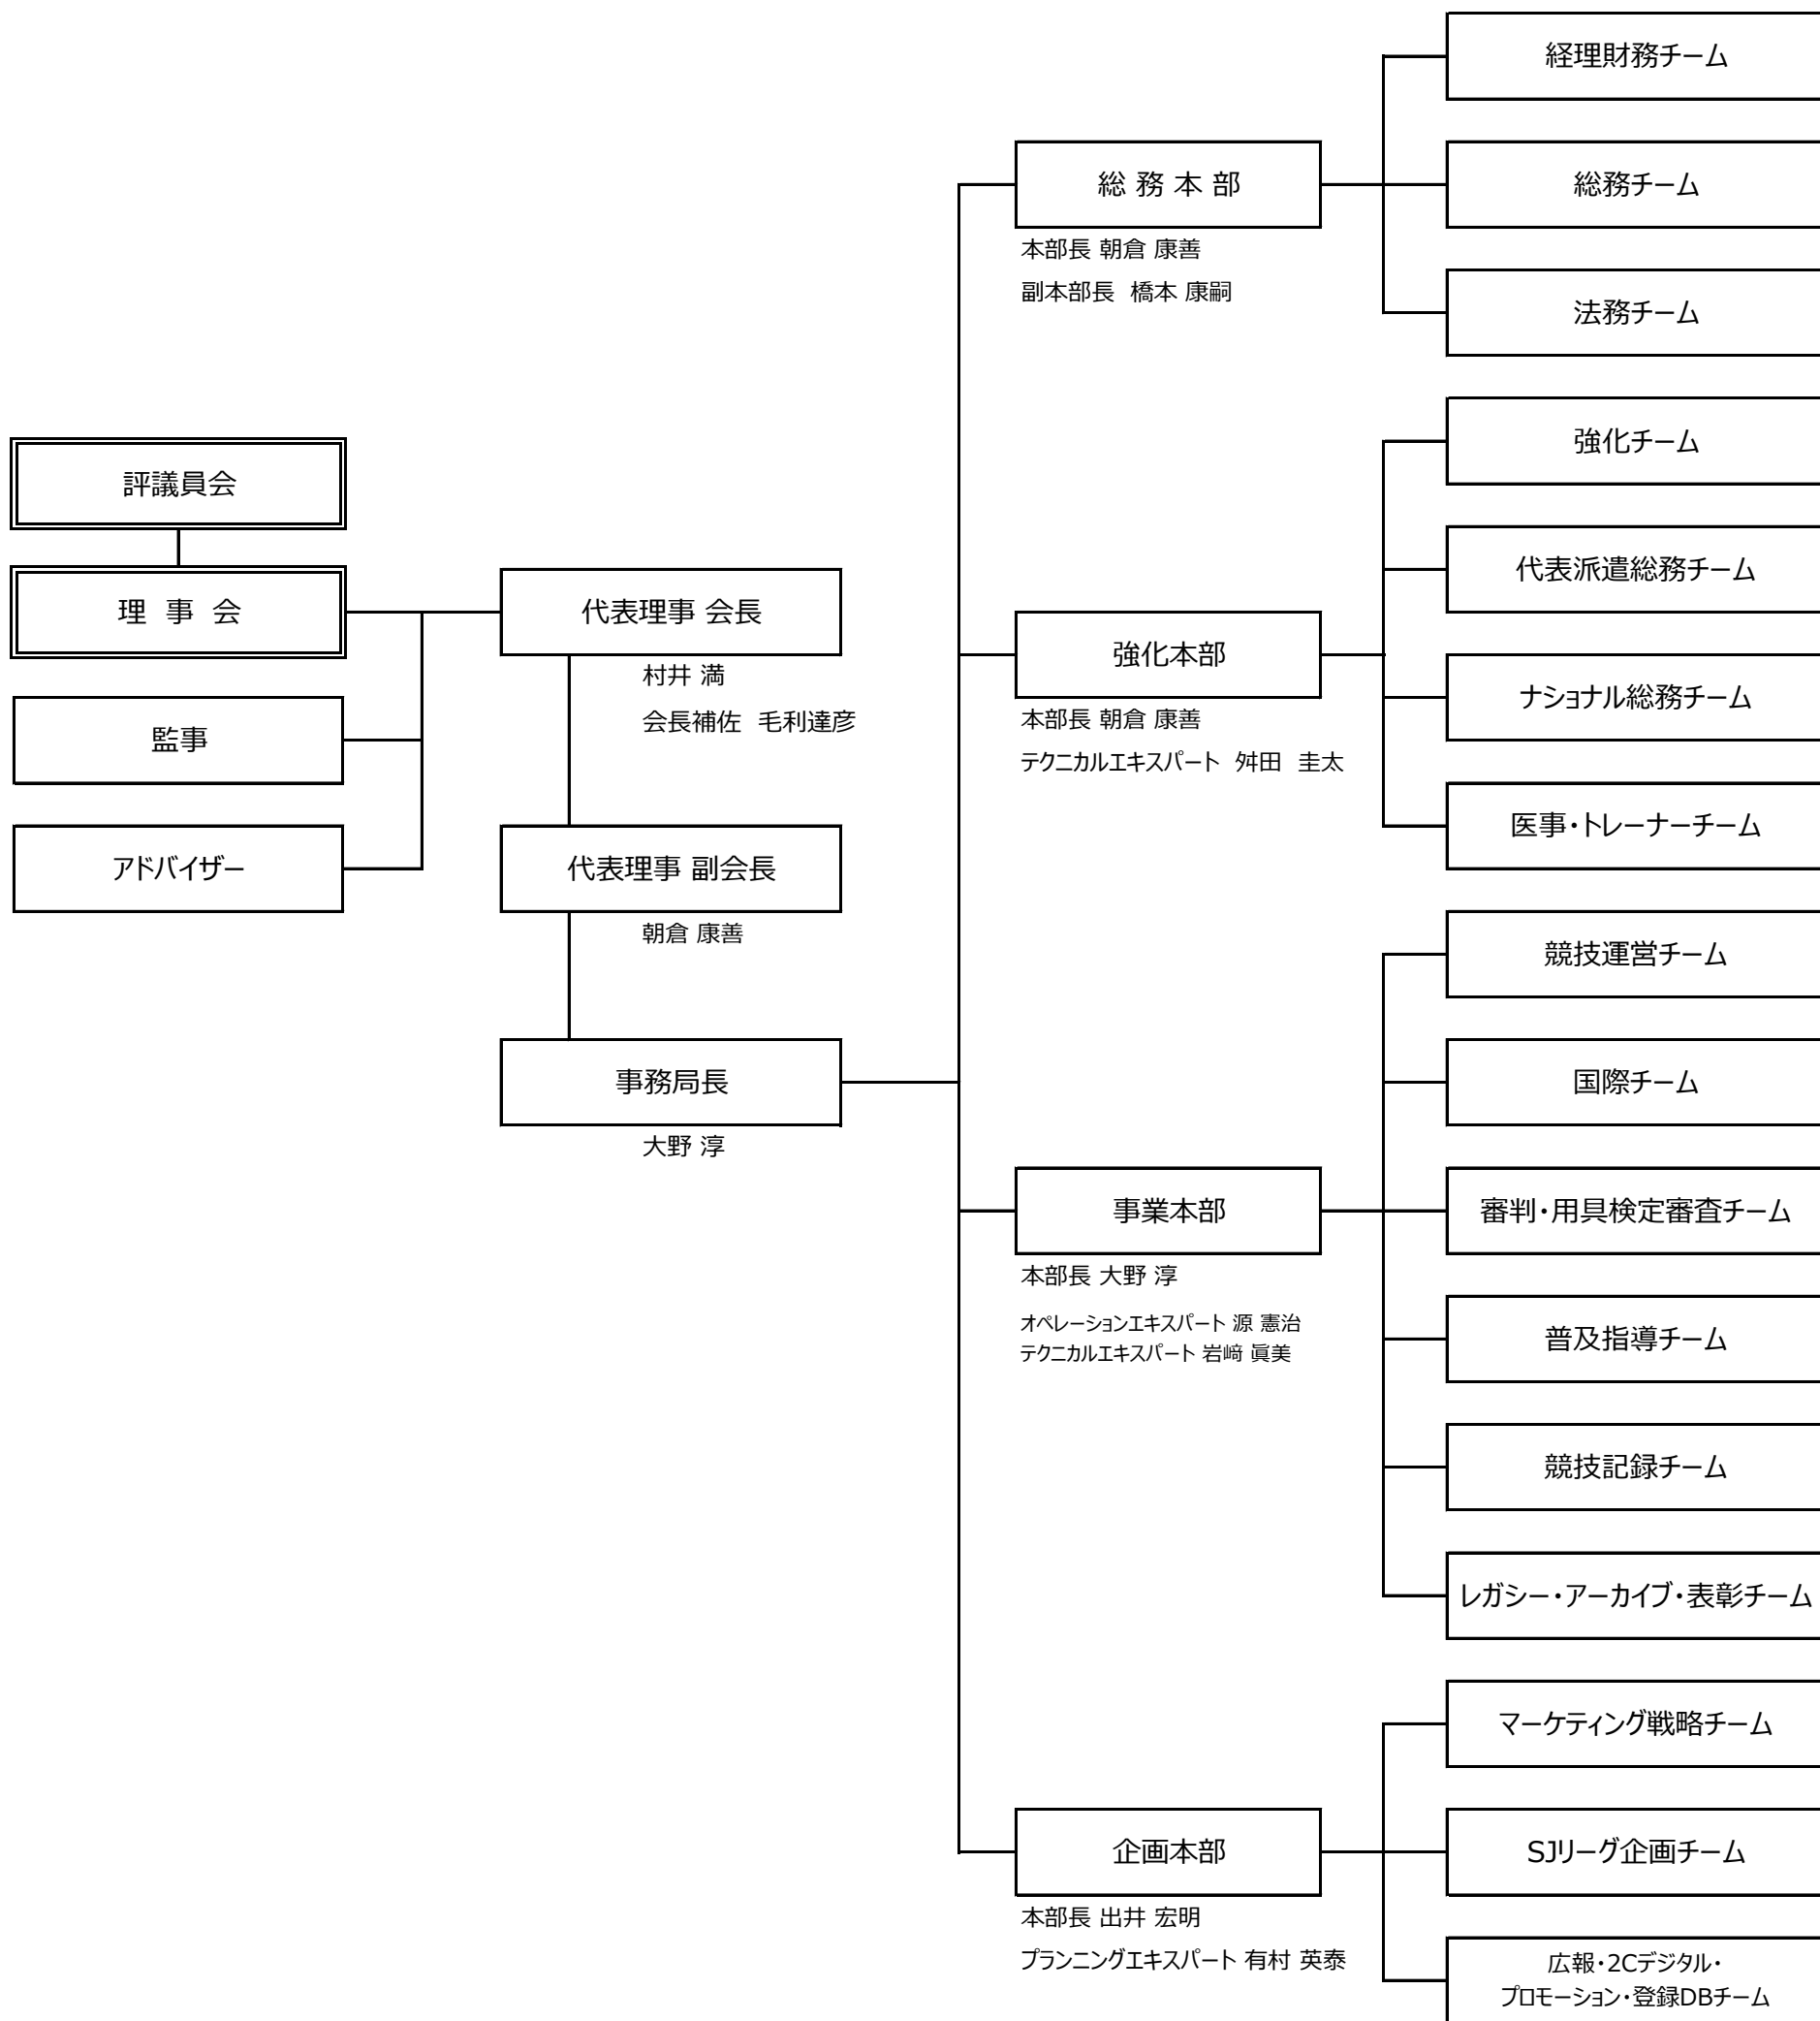 評議員会
理 事 会
監事
アドバイザー
代表理事 会長
村井 満
会長補佐 毛利達彦
代表理事 副会長
朝倉 康善
事務局長
大野 淳
総 務 本 部
本部長 朝倉 康善
副本部長 橋本 康嗣
経理財務チーム
総務チーム
法務チーム
強化本部
本部長 朝倉 康善
テクニカルエキスパート 舛田 圭太
強化チーム
代表派遣総務チーム
ナショナル総務チーム
医事・トレーナーチーム
事業本部
本部長 大野 淳
オペレーションエキスパート 源 憲治
テクニカルエキスパート 岩﨑 眞美
競技運営チーム
国際チーム
審判・用具検定審査チーム
普及指導チーム
競技記録チーム
レガシー・アーカイブ・表彰チーム
企画本部
本部長 出井 宏明
プランニングエキスパート 有村 英泰
マーケティング戦略チーム
SJリーグ企画チーム
広報・2Cデジタル・
プロモーション・登録DBチーム